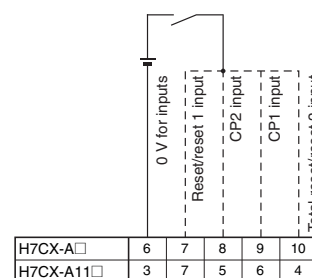 0 V for inputs
Reset/reset 1 input
CP2 input
CP1 input
Total reset/reset 2 input
H7CX-A□ 6 7 8 9 10
H7CX-A11□ 3 7 5 6 4